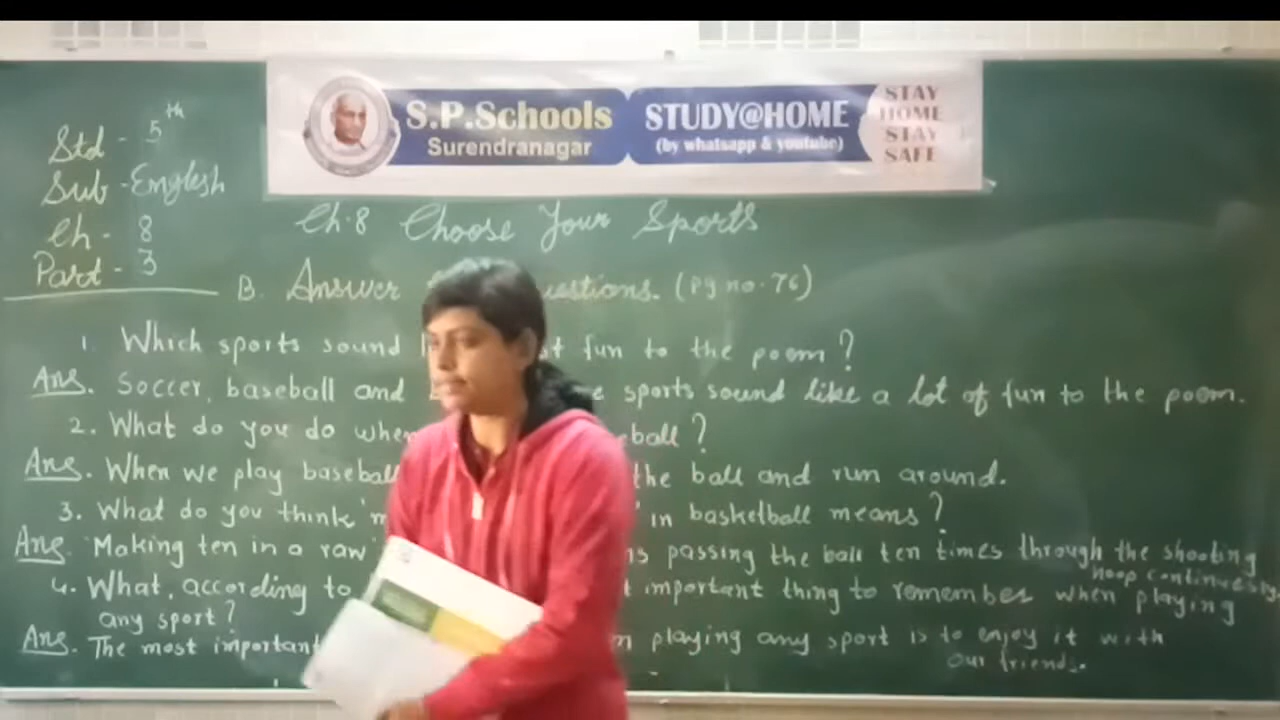 S.P.Schools
Surendranagar
STUDY@HOME
(by whatsapp & youtube)
STAY
HOME
STAY
SAFE
Std - 5th
Sub - English
Ch - 8
Part - 3
Ch.8 Choose Your Sports
B. Answer uestions. (pg no. 76)
1. Which sports sound fun to the poem?
Ans. Soccer, baseball and sports sound like a lot of fun to the poem.
2. What do you do when eball?
Ans. When we play baseball the ball and run around.
3. What do you think 'm ' in basketball means?
Ans. "Making ten in a raw" passing the ball ten times through the shooting
hoop continuesly.
4. What, according to t important thing to remember when playing
any sport?
Ans. The most important n playing any sport is to enjoy it with
our friends.